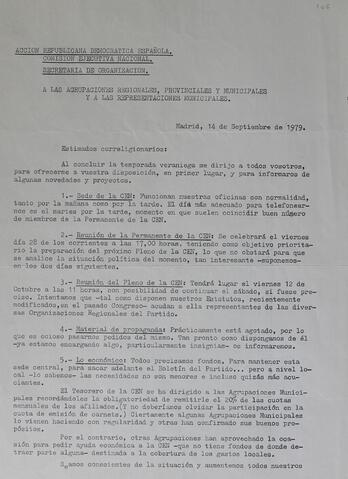 ACCION REPUBLICANA DEMOCRATICA ESPAÑOLA.
COMISION EJECUTIVA NACIONAL.
SECRETARIA DE ORGANIZACION.
A LAS AGRUPACIONES REGIONALES, PROVINCIALES Y MUNICIPALES
Y A LAS REPRESENTACIONES MUNICIPALES.
Madrid, 14 de Septiembre de 1979.
Estimados correligionarios:
Al concluir la temporada veraniega me dirijo a todos vosotros,
para ofrecerme a vuestra disposición, en primer lugar, y para informaros de
algunas novedades y proyectos.
1.- Sede de la CEN: Funcionan nuestras oficinas con normalidad,
tanto por la mañana como por la tarde. El día más adecuado para telefonear-
nos es el martes por la tarde, momento en que suelen coincidir buen número
de miembros de la Permanente de la CEN.
2.- Reunión de la Permanente de la CEN: Se celebrará el viernes
día 28 de los corrientes a las 17,00 horas, teniendo como objetivo priorita-
rio la preparación del próximo Pleno de la CEN, lo que no obstará para que
se analice la situación política del momento, tan interesante -suponemos-
en los dos días siguientes.
3.- Reunión del Pleno de la CEN: Tendrá lugar el viernes 12 de
Octubre a las 11 horas, con posibilidad de continuar el sábado, si fuese pre-
ciso. Intentamos que -tal como disponen nuestros Estatutos, recientemente
modificados, en el pasado Congreso- acudan a ella representantes de las diver-
sas Organizaciones Regionales del Partido.
4.- Material de propaganda: Prácticamente está agotado, por lo
que es ocioso pasarnos pedidos del mismo. Tan pronto como dispongamos de él
-ya estamos encargando algo, particularmente insignias- os informaremos.
5.- Lo económico: Todos precisamos fondos. Para mantener esta
sede central, para sacar adelante el Boletín del Partido... pero a nivel lo-
cal -lo sabemos- las necesidades no son menores e incluso quizás más acu-
ciantes.
El Tesorero de la CEN se ha dirigido a las Agrupaciones Munici-
pales recordándoles la obligatoriedad de remitirle el 20% de las cuotas
mensuales de los afiliados. (Y no deberíamos olvidar la participación en la
cuota de emisión de carnets.) Ciertamente algunas Agrupaciones Municipales
lo vienen haciendo con regularidad y otras han confirmado sus buenos pro-
pósitos.
Por el contrario, otras Agrupaciones han aprovechado la oca-
sión para pedir ayuda económica a la CEN -que no tiene fondos de donde de-
traer parte alguna- destinada a la cobertura de los gastos locales.
Somos conscientes de la situación y aumentemos todos nuestros